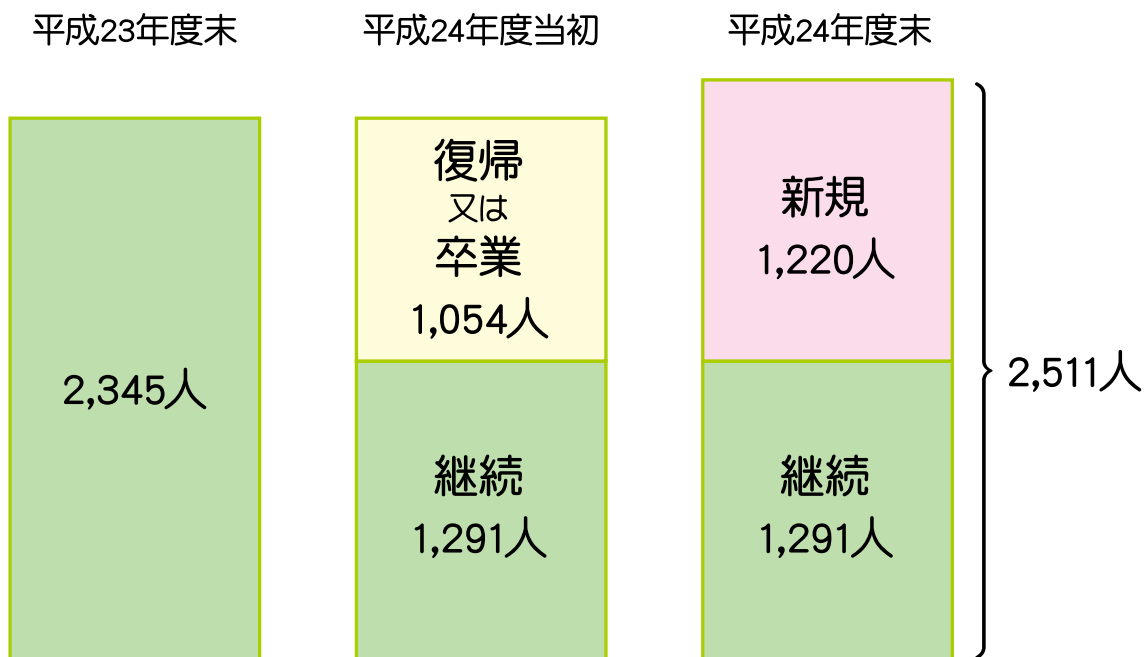 平成23年度末
平成24年度当初
平成24年度末
2,345人
復帰
又は
卒業
1,054人
継続
1,291人
新規
1,220人
継続
1,291人
2,511人